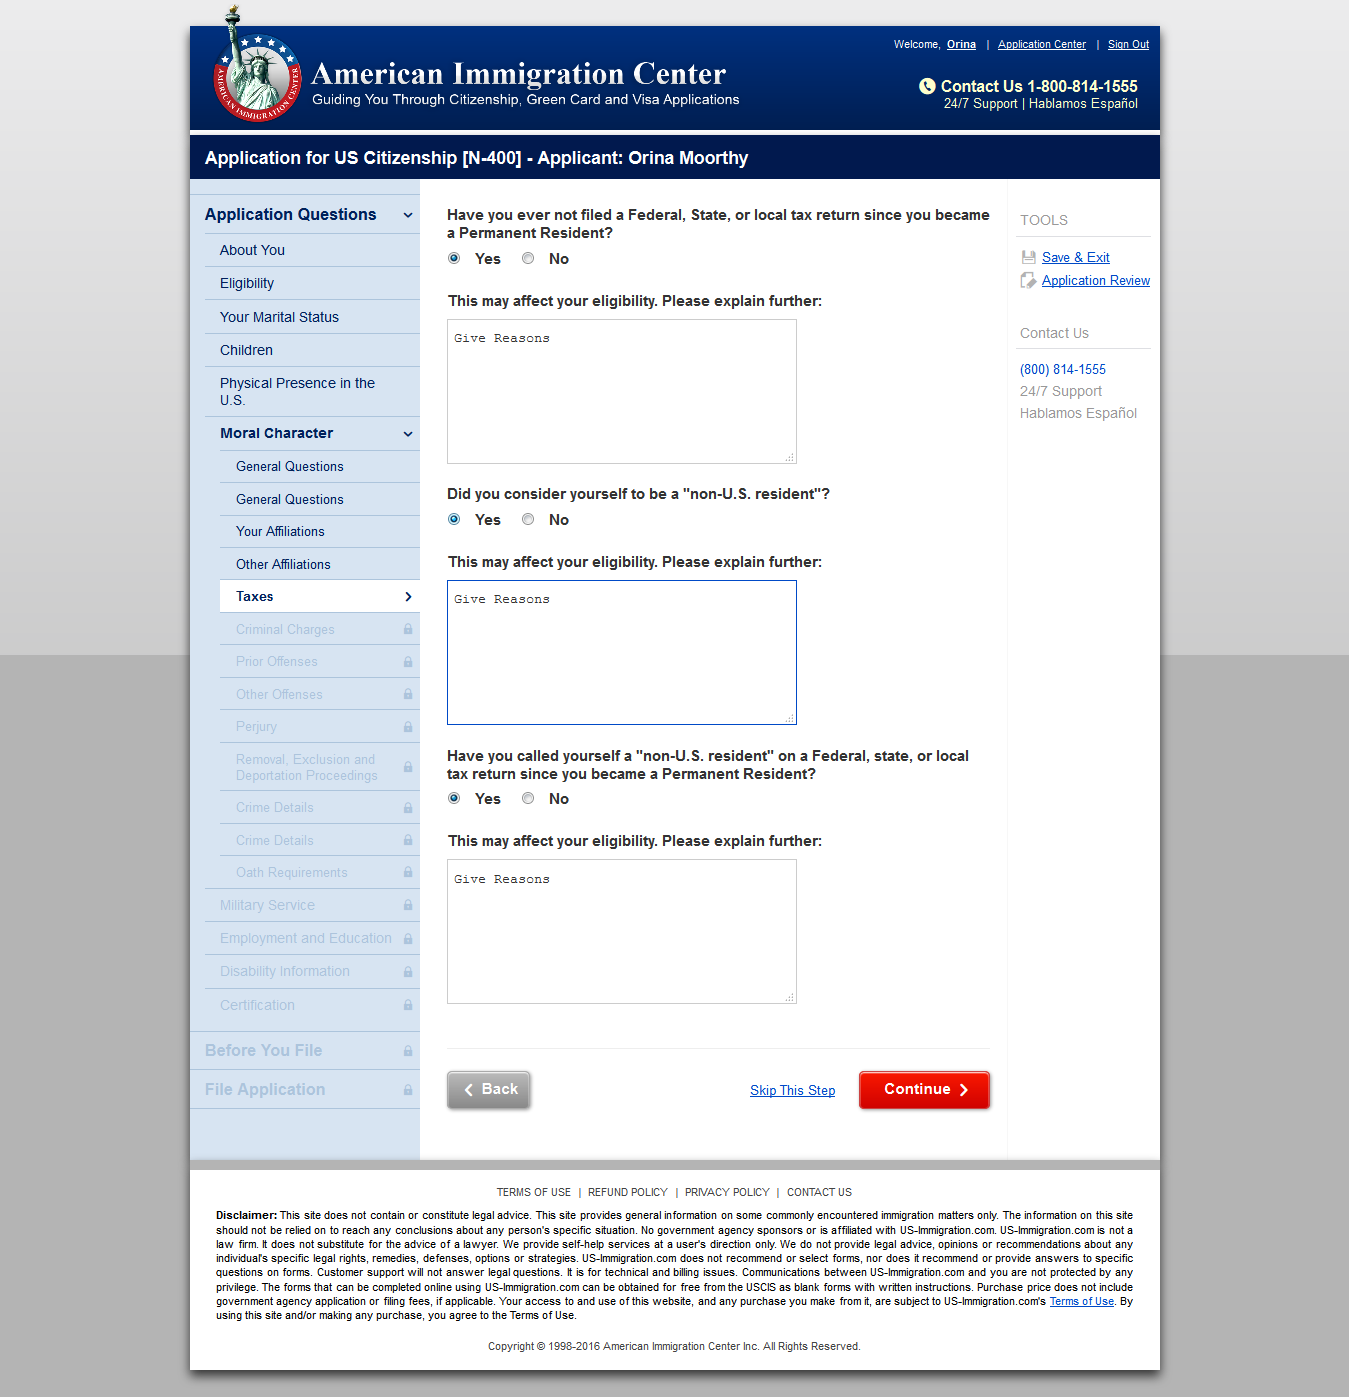 Welcome, Orina | Application Center | Sign Out
American Immigration Center
Guiding You Through Citizenship, Green Card and Visa Applications
AMERICAN IMMIGRATION CENTER
Contact Us 1-800-814-1555
24/7 Support | Hablamos Español
Application for US Citizenship [N-400] - Applicant: Orina Moorthy
Application Questions
About You
Eligibility
Your Marital Status
Children
Physical Presence in the
U.S.
Moral Character
General Questions
General Questions
Your Affiliations
Other Affiliations
Taxes
Criminal Charges
Prior Offenses
Other Offenses
Perjury
Removal, Exclusion and
Deportation Proceedings
Crime Details
Crime Details
Oath Requirements
Military Service
Employment and Education
Disability Information
Certification
Before You File
File Application
Have you ever not filed a Federal, State, or local tax return since you became
a Permanent Resident?
Yes No
This may affect your eligibility. Please explain further:
Give Reasons
Did you consider yourself to be a "non-U.S. resident"?
Yes No
This may affect your eligibility. Please explain further:
Give Reasons
Have you called yourself a "non-U.S. resident" on a Federal, state, or local
tax return since you became a Permanent Resident?
Yes No
This may affect your eligibility. Please explain further:
Give Reasons
Back
Skip This Step
Continue
TOOLS
Save & Exit
Application Review
Contact Us
(800) 814-1555
24/7 Support
Hablamos Español
TERMS OF USE | REFUND POLICY | PRIVACY POLICY | CONTACT US
Disclaimer: This site does not contain or constitute legal advice. This site provides general information on some commonly encountered immigration matters only. The information on this site
should not be relied on to reach any conclusions about any person's specific situation. No government agency sponsors or is affiliated with US-Immigration.com. US-Immigration.com is not a
law firm. It does not substitute for the advice of a lawyer. We provide self-help services at a user's direction only. We do not provide legal advice, opinions or recommendations about any
individual's specific legal rights, remedies, defenses, options or strategies. US-Immigration.com does not recommend or select forms, nor does it recommend or provide answers to specific
questions on forms. Customer support will not answer legal questions. It is for technical and billing issues. Communications between US-Immigration.com and you are not protected by any
privilege. The forms that can be completed online using US-Immigration.com can be obtained for free from the USCIS as blank forms with written instructions. Purchase price does not include
government agency application or filing fees, if applicable. Your access to and use of this website, and any purchase you make from it, are subject to US-Immigration.com's Terms of Use. By
using this site and/or making any purchase, you agree to the Terms of Use.
Copyright © 1998-2016 American Immigration Center Inc. All Rights Reserved.